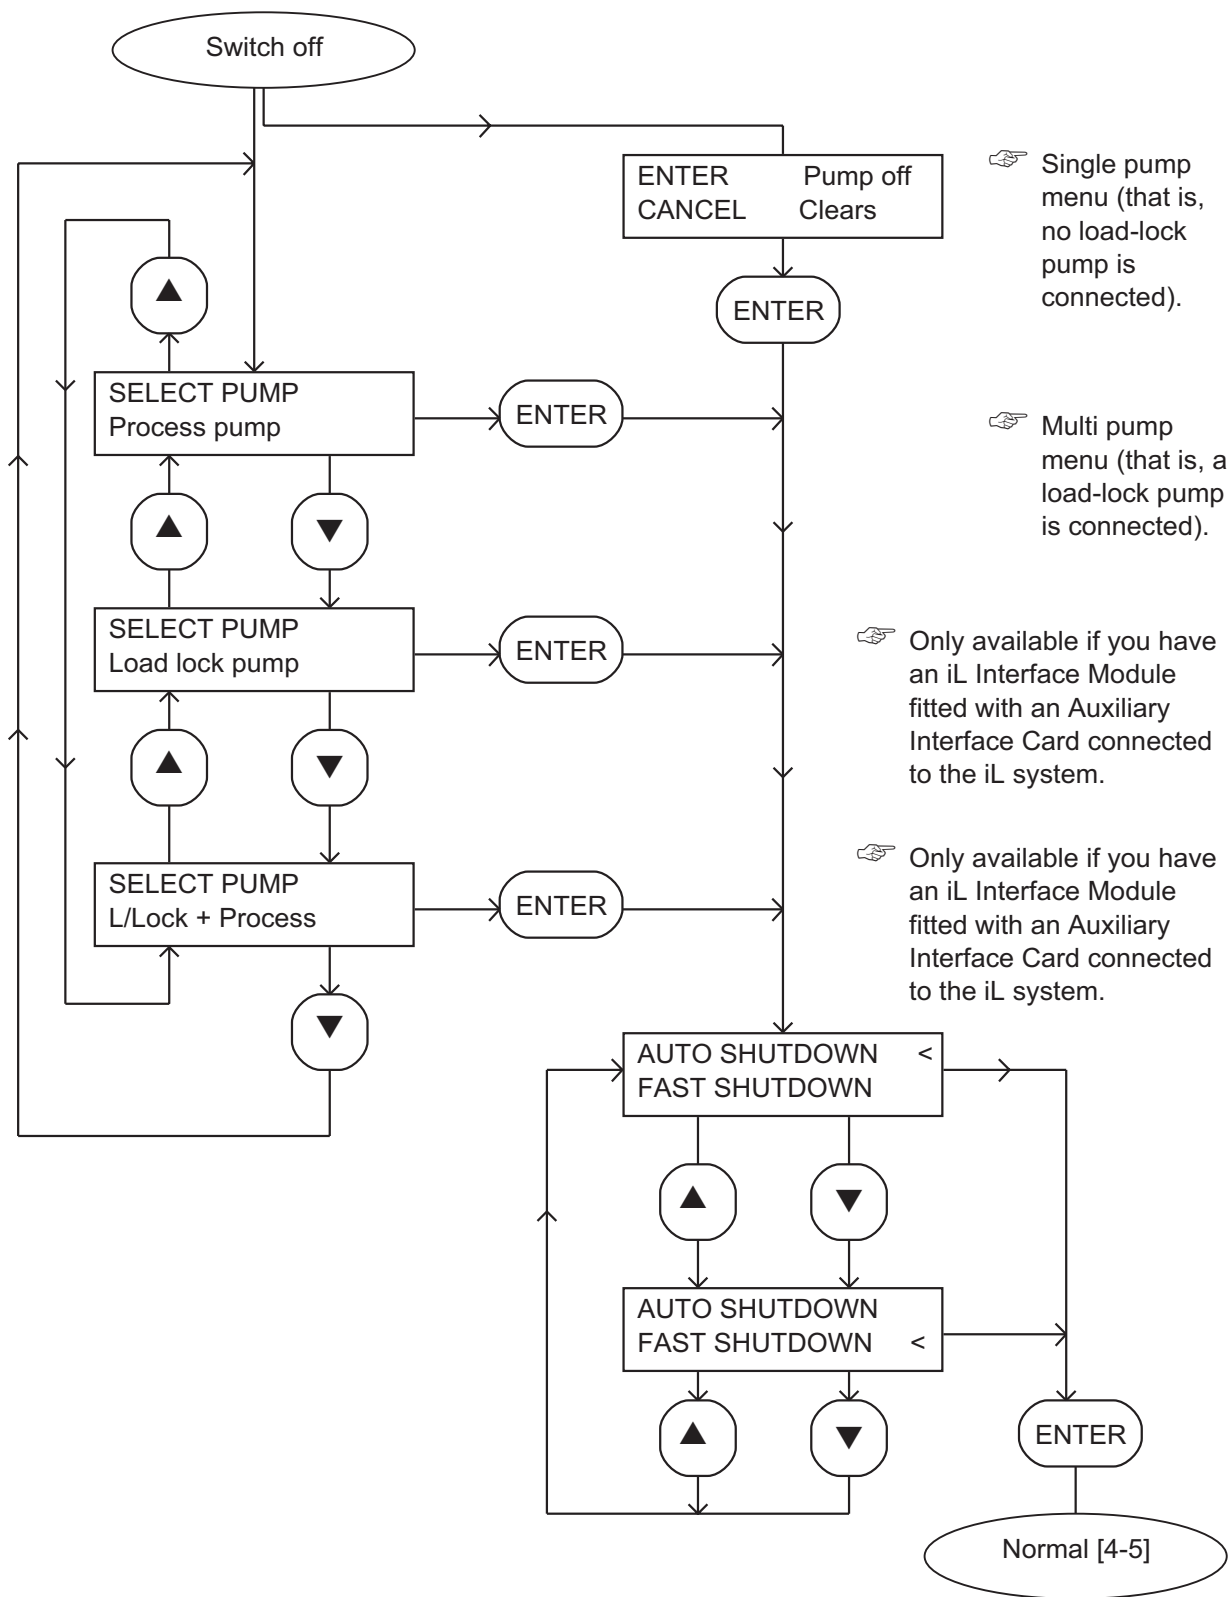 Switch off
ENTER Pump off
CANCEL Clears
☞ Single pump
menu (that is,
no load-lock
pump is
connected).
ENTER
SELECT PUMP
Process pump
ENTER
☞ Multi pump
menu (that is, a
load-lock pump
is connected).
SELECT PUMP
Load lock pump
ENTER
☞ Only available if you have
an iL Interface Module
fitted with an Auxiliary
Interface Card connected
to the iL system.
SELECT PUMP
L/Lock + Process
ENTER
☞ Only available if you have
an iL Interface Module
fitted with an Auxiliary
Interface Card connected
to the iL system.
AUTO SHUTDOWN <
FAST SHUTDOWN
AUTO SHUTDOWN
FAST SHUTDOWN <
ENTER
Normal [4-5]